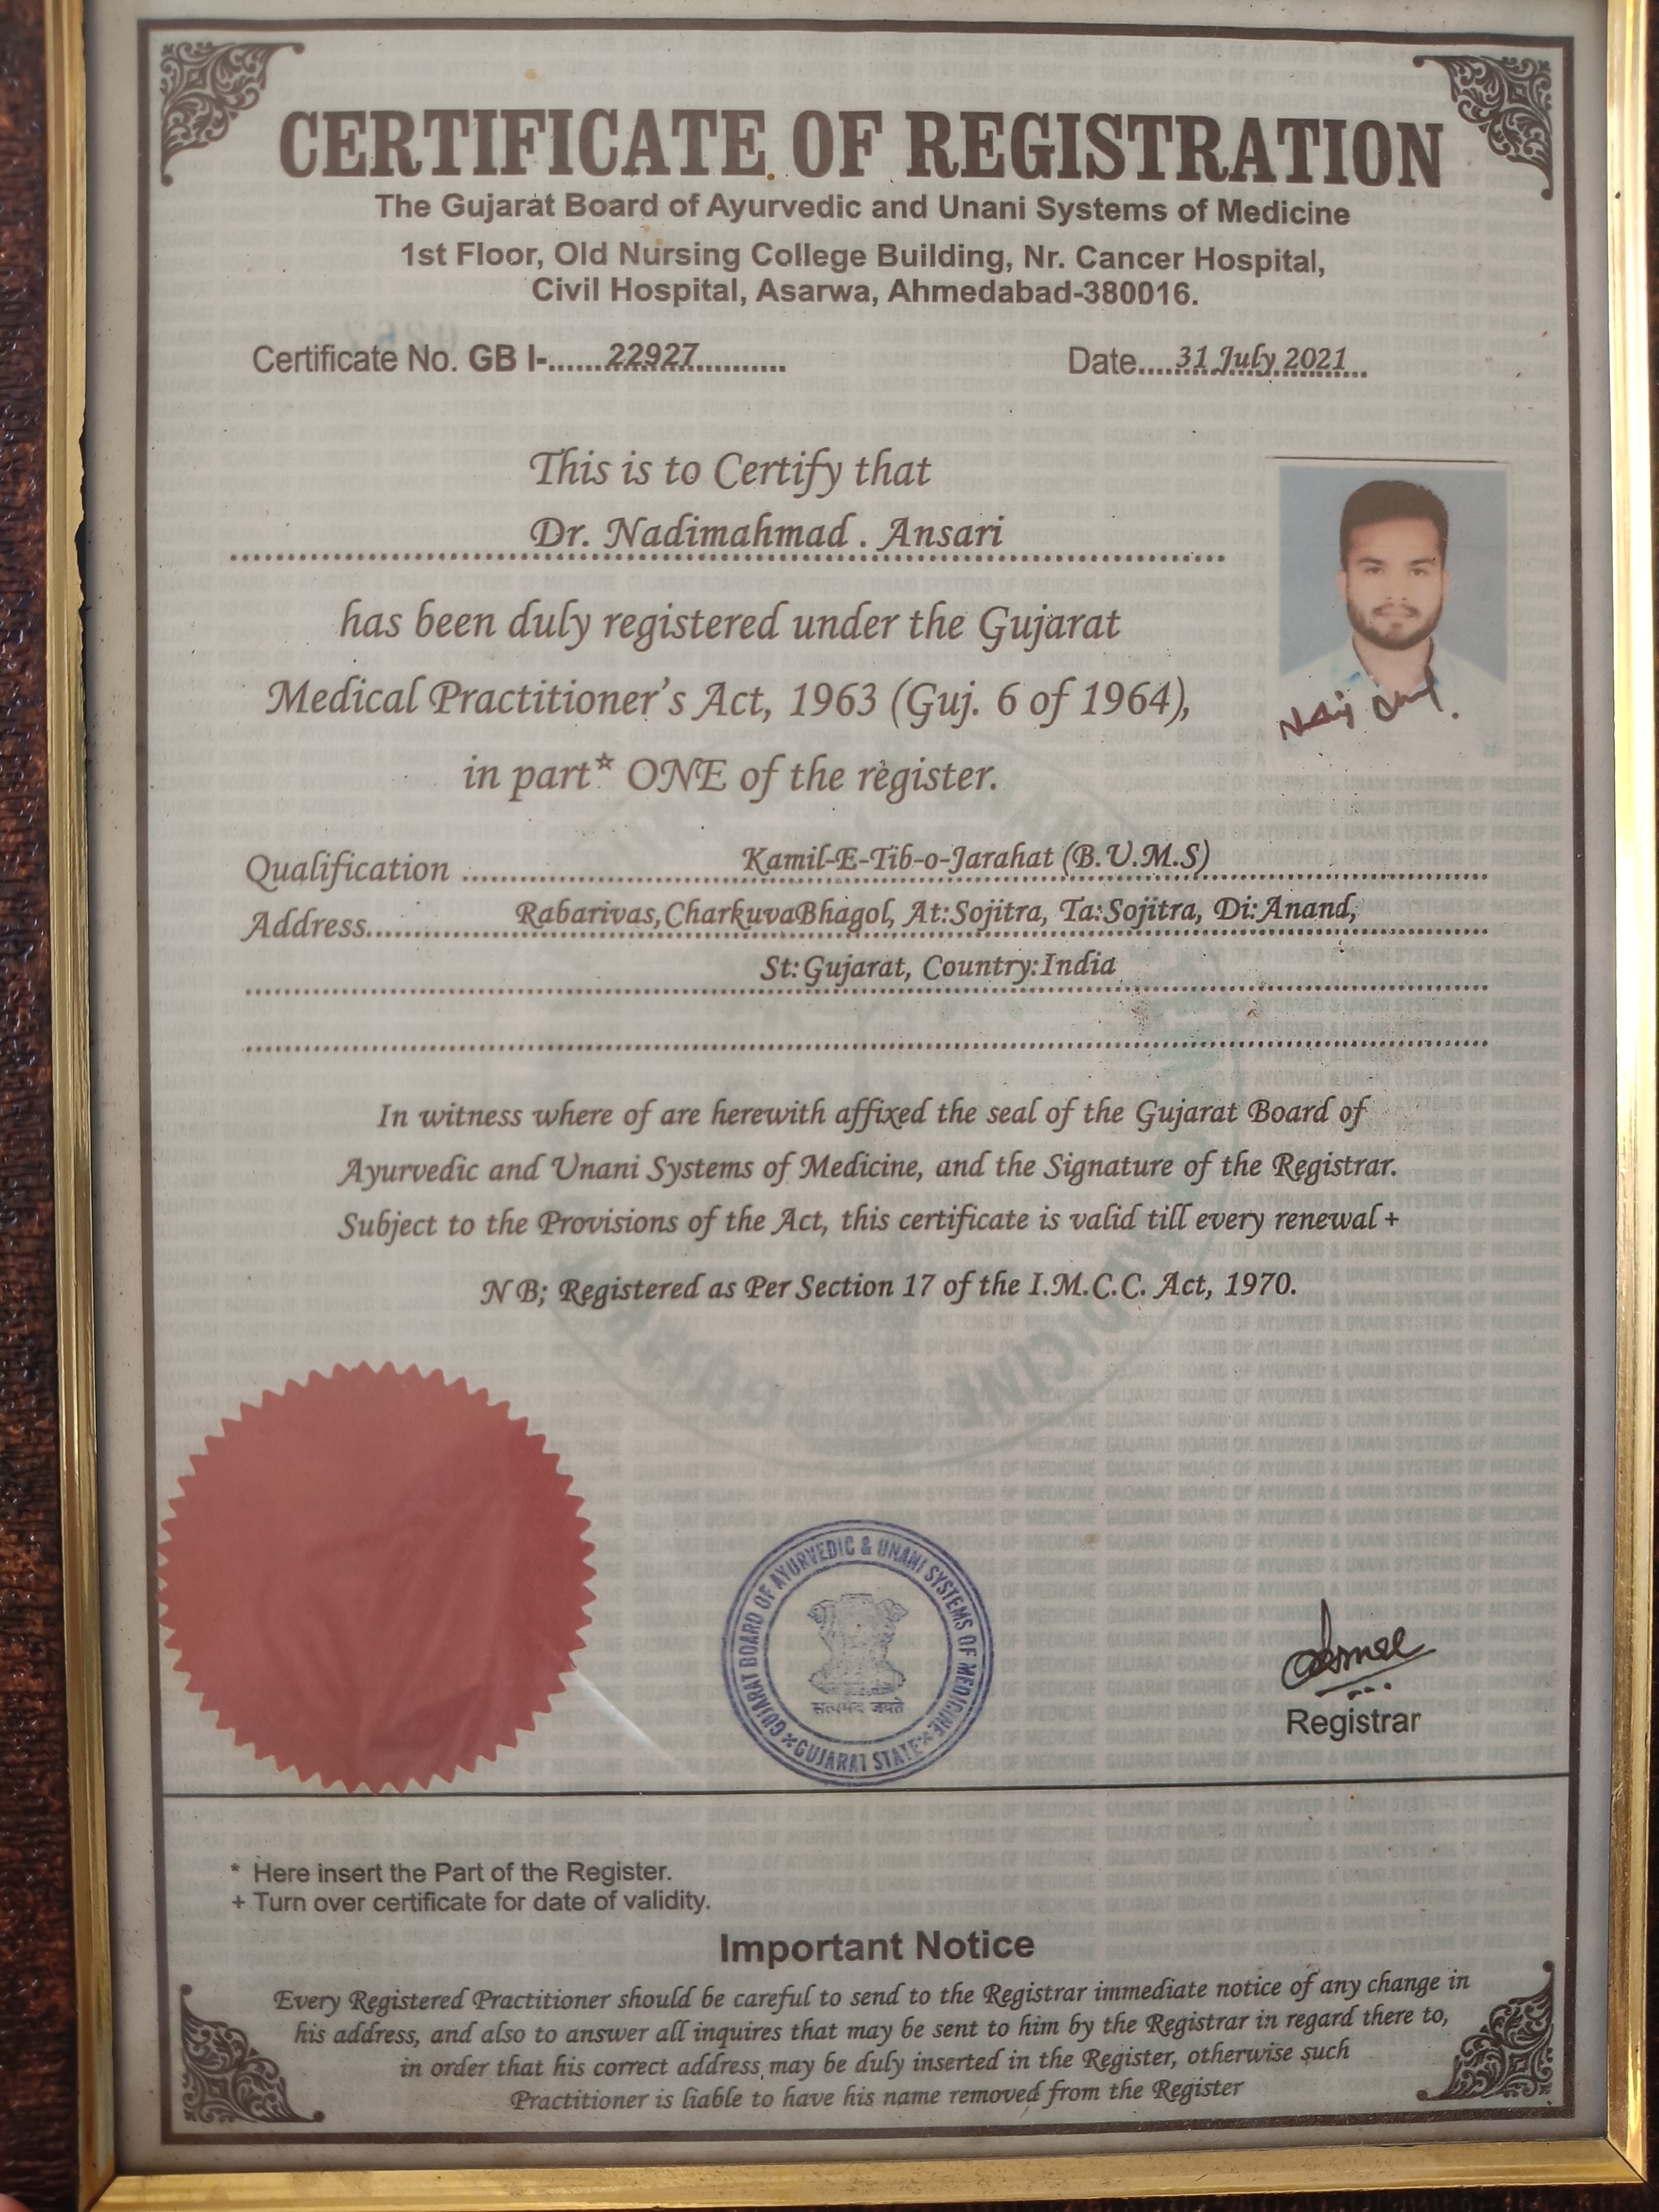 CERTIFICATE OF REGISTRATION
The Gujarat Board of Ayurvedic and Unani Systems of Medicine
1st Floor, Old Nursing College Building, Nr. Cancer Hospital,
Civil Hospital, Asarwa, Ahmedabad-380016.
Certificate No. GB I-......22927........... Date....31 July 2021...
This is to Certify that
Dr. Nadimahmad . Ansari
has been duly registered under the Gujarat
Medical Practitioner's Act, 1963 (Guj. 6 of 1964),
in part* ONE of the register.
Qualification Kamil-E-Tib-o-Jarahat (B.U.M.S)
Address Rabarivas,CharkuvaBhagol, At:Sojitra, Ta:Sojitra, Di:Anand,
St:Gujarat, Country:India
In witness where of are herewith affixed the seal of the Gujarat Board of
Ayurvedic and Unani Systems of Medicine, and the Signature of the Registrar.
Subject to the Provisions of the Act, this certificate is valid till every renewal +
N B; Registered as Per Section 17 of the I.M.C.C. Act, 1970.
GUJARAT BOARD OF AYURVEDIC & UNANI SYSTEMS OF MEDICINE
सत्यमेव जयते
GUJARAT STATE
Registrar
* Here insert the Part of the Register.
+ Turn over certificate for date of validity.
Important Notice
Every Registered Practitioner should be careful to send to the Registrar immediate notice of any change in
his address, and also to answer all inquires that may be sent to him by the Registrar in regard there to,
in order that his correct address may be duly inserted in the Register, otherwise such
Practitioner is liable to have his name removed from the Register